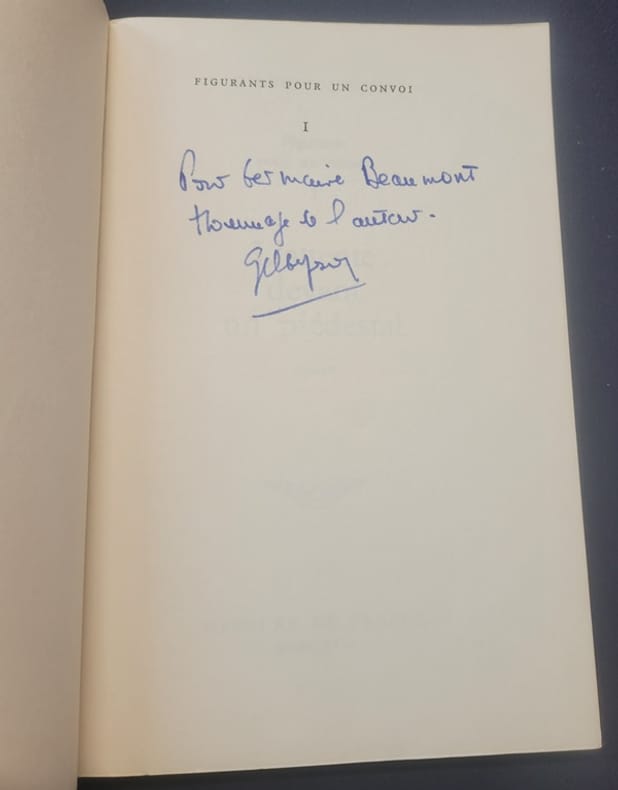 FIGURANTS POUR UN CONVOI
I
Pour Germaine Beaumont
Hommage de l'auteur.